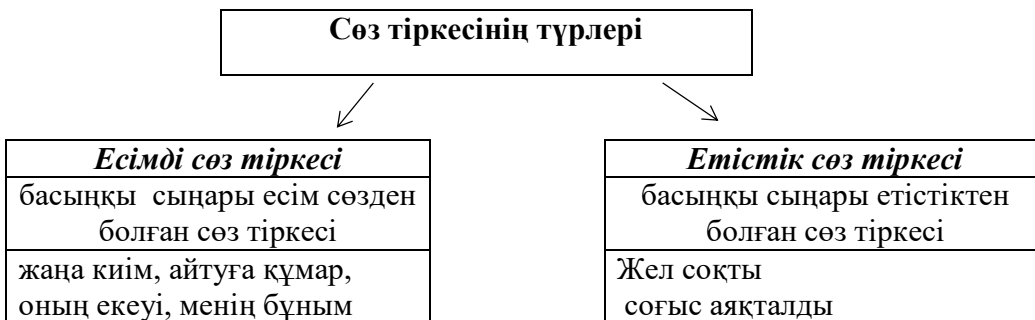 Сөз тіркесінің түрлері
Есімді сөз тіркесі
басыңқы сыңары есім сөзден
болған сөз тіркесі
жаңа киім, айтуға құмар,
оның екеуі, менің бұным
Етістік сөз тіркесі
басыңқы сыңары етістіктен
болған сөз тіркесі
Жел соқты
соғыс аяқталды